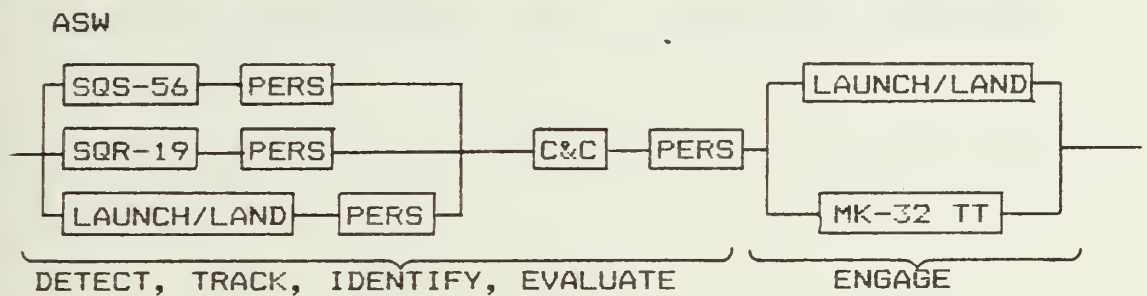 ASW
SQS-56 PERS LAUNCH/LAND
SQR-19 PERS C&C PERS
LAUNCH/LAND PERS MK-32 TT
DETECT, TRACK, IDENTIFY, EVALUATE ENGAGE